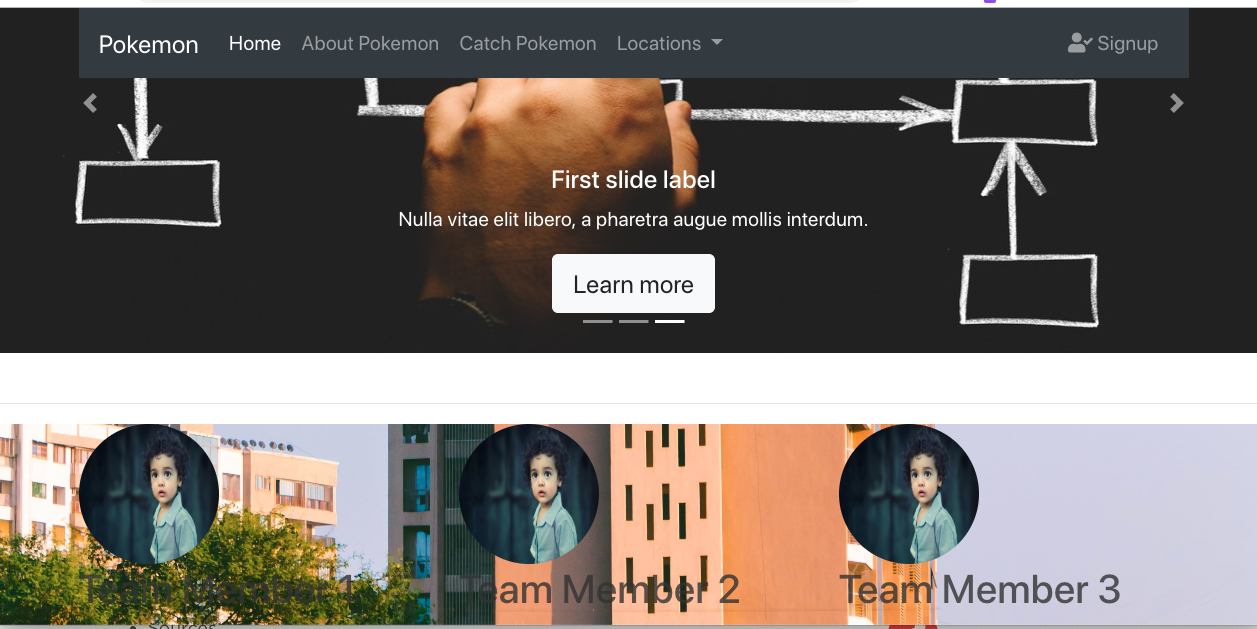 Pokemon Home About Pokemon Catch Pokemon Locations Signup
First slide label
Nulla vitae elit libero, a pharetra augue mollis interdum.
Learn more
Team Member 1 Team Member 2 Team Member 3
Sources